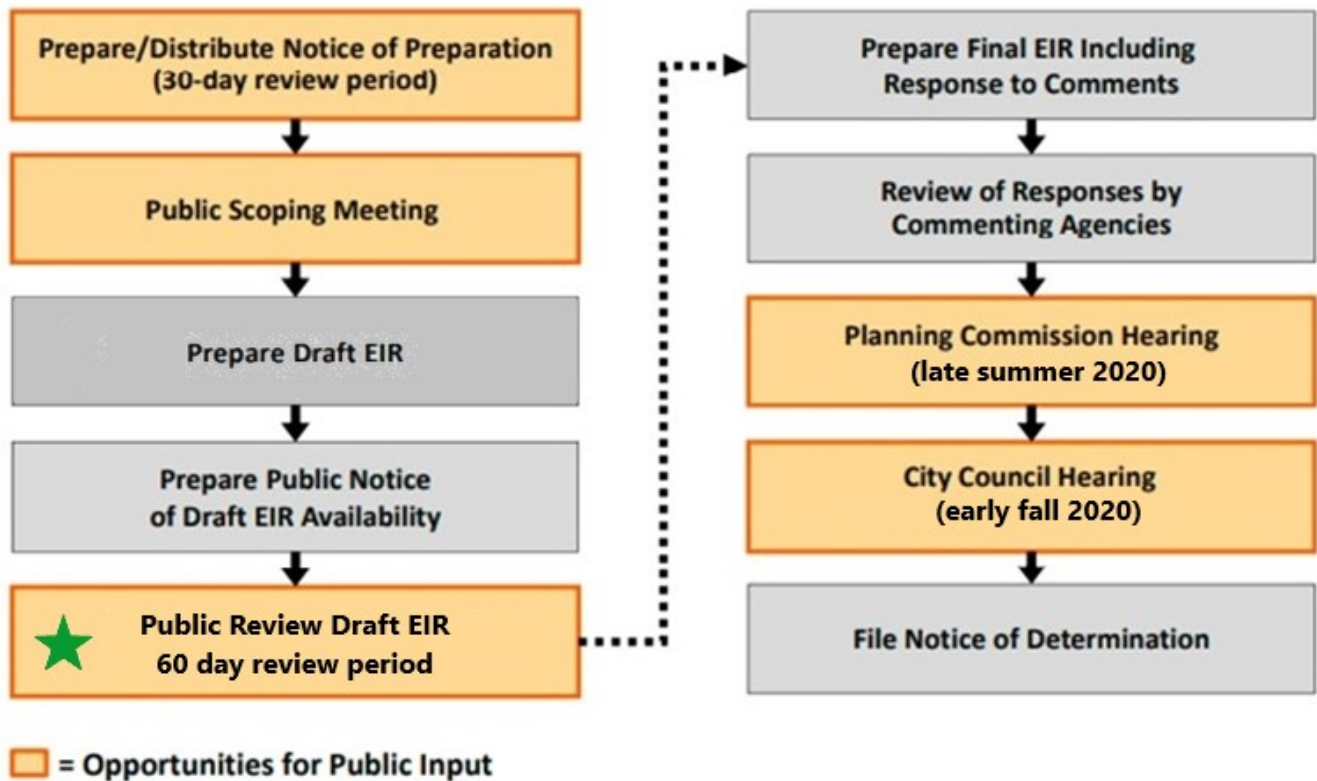 Prepare/Distribute Notice of Preparation
(30-day review period)
Public Scoping Meeting
Prepare Draft EIR
Prepare Public Notice
of Draft EIR Availability
Public Review Draft EIR
60 day review period
Prepare Final EIR Including
Response to Comments
Review of Responses by
Commenting Agencies
Planning Commission Hearing
(late summer 2020)
City Council Hearing
(early fall 2020)
File Notice of Determination
= Opportunities for Public Input